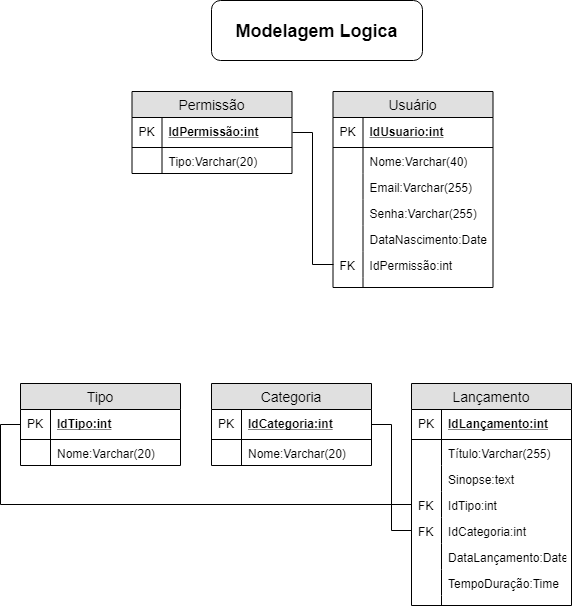 Modelagem Logica
Permissão
PK IdPermissão:int
Tipo:Varchar(20)
Usuário
PK IdUsuario:int
Nome:Varchar(40)
Email:Varchar(255)
Senha:Varchar(255)
DataNascimento:Date
FK IdPermissão:int
Tipo
PK IdTipo:int
Nome:Varchar(20)
Categoria
PK IdCategoria:int
Nome:Varchar(20)
Lançamento
PK IdLançamento:int
Título:Varchar(255)
Sinopse:text
FK IdTipo:int
FK IdCategoria:int
DataLançamento:Date
TempoDuração:Time